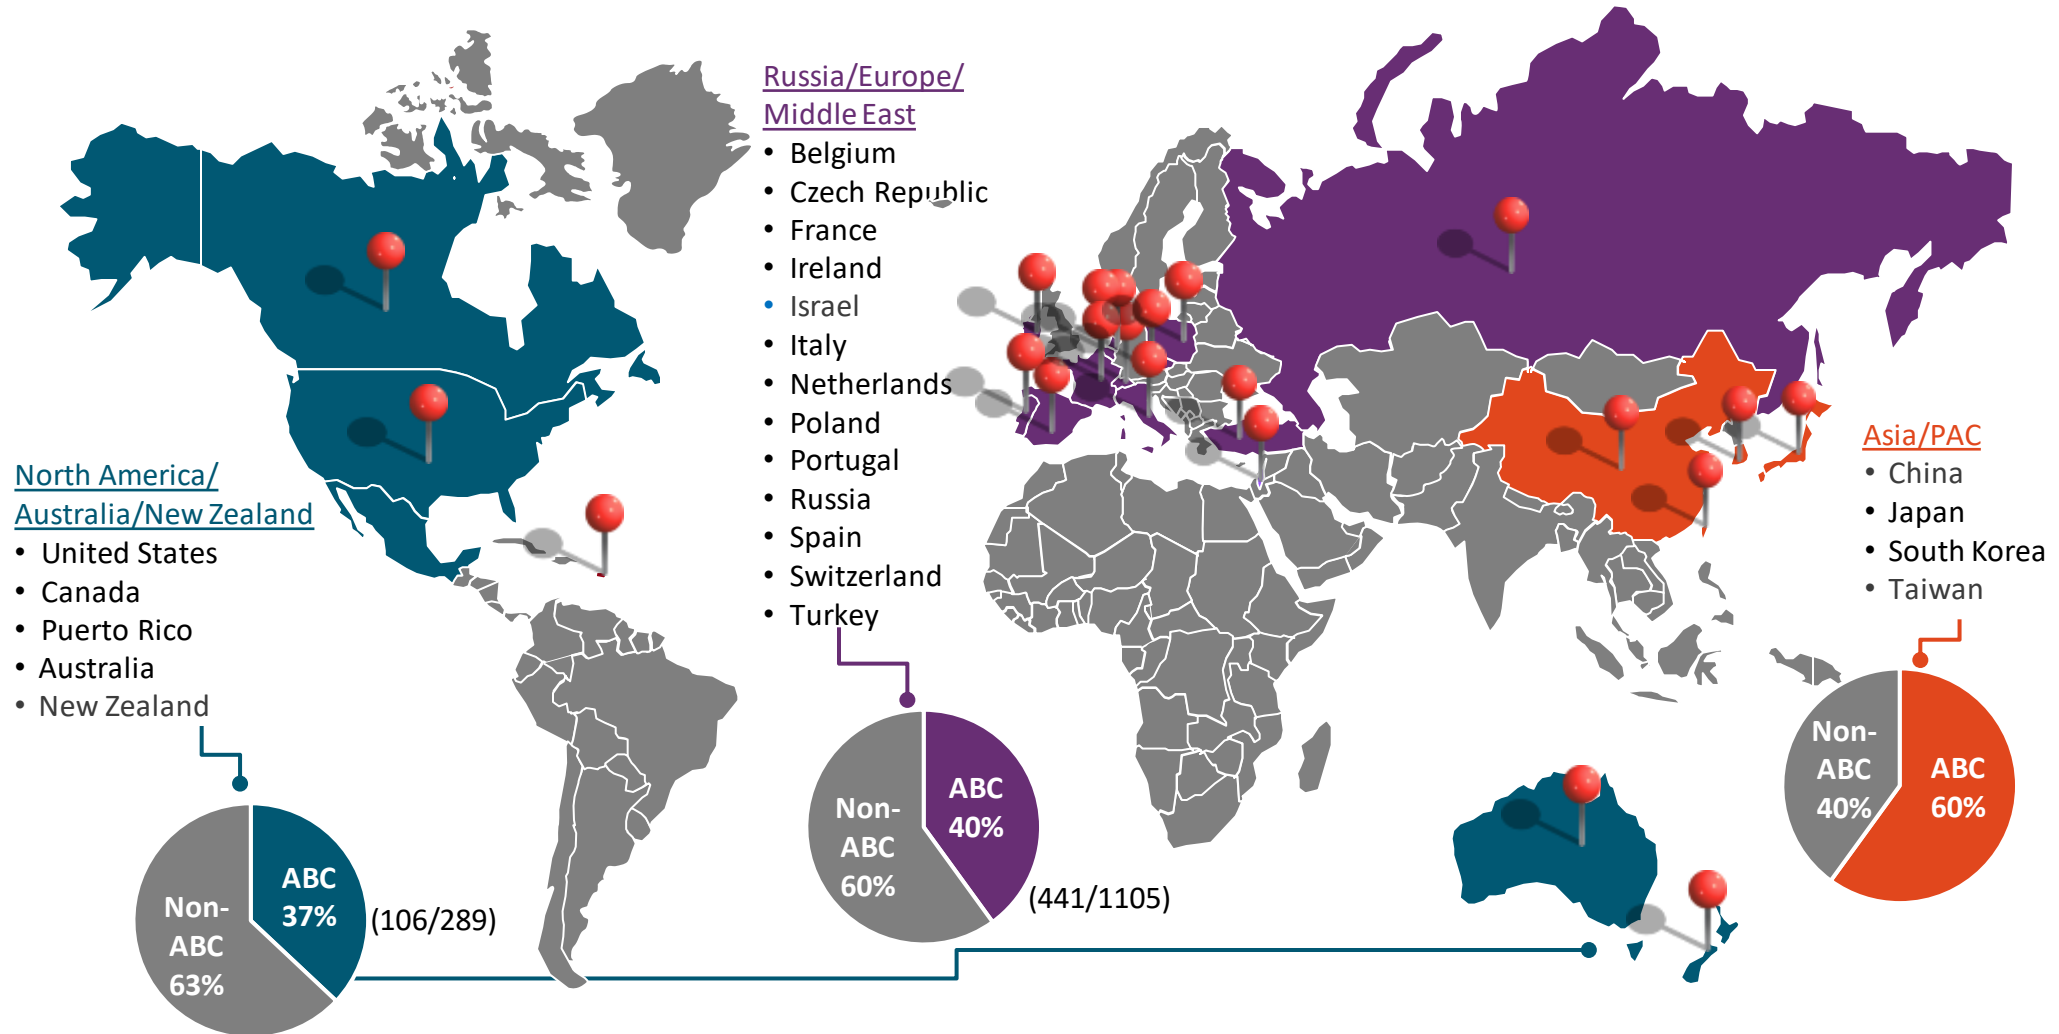 Russia/Europe/
Middle East
• Belgium
• Czech Republic
• France
• Ireland
• Israel
• Italy
• Netherlands
• Poland
• Portugal
• Russia
• Spain
• Switzerland
• Turkey
North America/
Australia/New Zealand
• United States
• Canada
• Puerto Rico
• Australia
• New Zealand
Asia/PAC
• China
• Japan
• South Korea
• Taiwan
ABC
37%
Non-
ABC
63%
(106/289)
ABC
40%
Non-
ABC
60%
(441/1105)
Non-
ABC
40%
ABC
60%